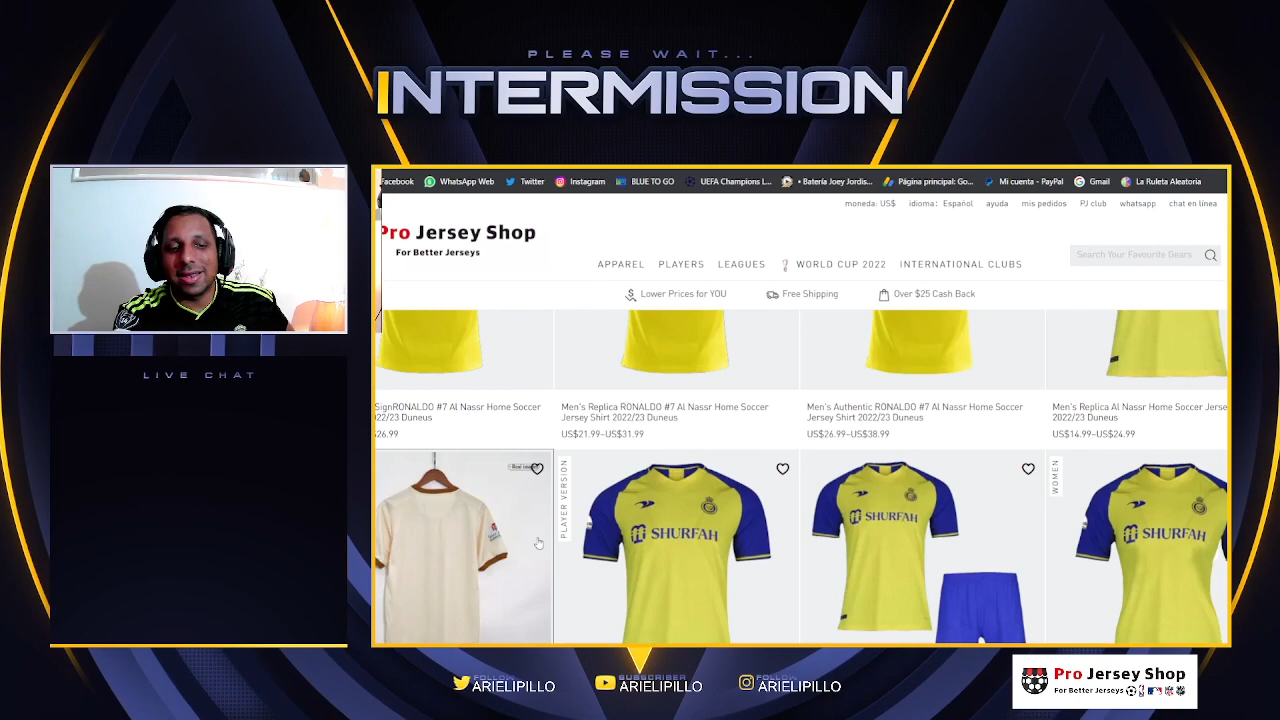 PLEASE WAIT...
INTERMISSION
Facebook WhatsApp Web Twitter Instagram BLUE TO GO UEFA Champions L... • Batería Joey Jordis... Página principal: Go... Mi cuenta - PayPal Gmail La Ruleta Aleatoria
moneda: US$ idioma: Español ayuda mis pedidos PJ club whatsapp chat en línea
Pro Jersey Shop
For Better Jerseys
APPAREL PLAYERS LEAGUES WORLD CUP 2022 INTERNATIONAL CLUBS
Search Your Favourite Gears
Lower Prices for YOU Free Shipping Over $25 Cash Back
SignRONALDO #7 Al Nassr Home Soccer
2022/23 Duneus
$26.99
Men's Replica RONALDO #7 Al Nassr Home Soccer
Jersey Shirt 2022/23 Duneus
US$21.99–US$31.99
Men's Authentic RONALDO #7 Al Nassr Home Soccer
Jersey Shirt 2022/23 Duneus
US$26.99–US$38.99
Men's Replica Al Nassr Home Soccer Jerse
2022/23 Duneus
US$14.99–US$24.99
PLAYER VERSION
SHURFAH
SHURFAH
WOMEN
SHURFAH
LIVE CHAT
FOLLOW
ARIELIPILLO
SUBSCRIBER
ARIELIPILLO
FOLLOW
ARIELIPILLO
Pro Jersey Shop
For Better Jerseys